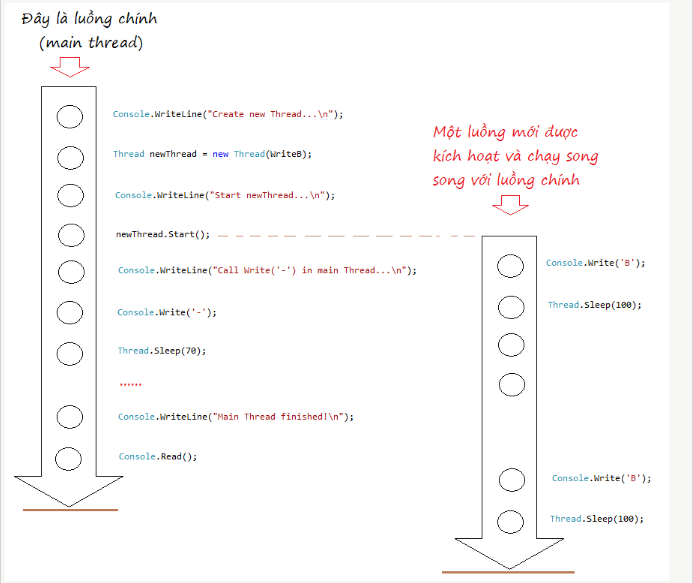 Đây là luồng chính
(main thread)
Console.WriteLine("Create new Thread...\n");
Thread newThread = new Thread(WriteB);
Console.WriteLine("Start newThread...\n");
newThread.Start();
Console.WriteLine("Call Write('-') in main Thread...\n");
Console.Write('-');
Thread.Sleep(70);
......
Console.WriteLine("Main Thread finished!\n");
Console.Read();
Một luồng mới được
kích hoạt và chạy song
song với luồng chính
Console.Write('B');
Thread.Sleep(100);
Console.Write('B');
Thread.Sleep(100);